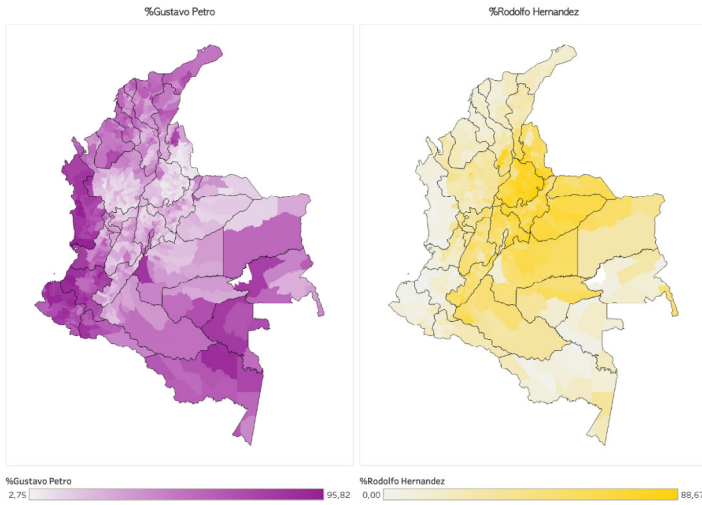 %Gustavo Petro
%Rodolfo Hernandez
%Gustavo Petro
2,75 95,82
%Rodolfo Hernandez
0,00 88,67